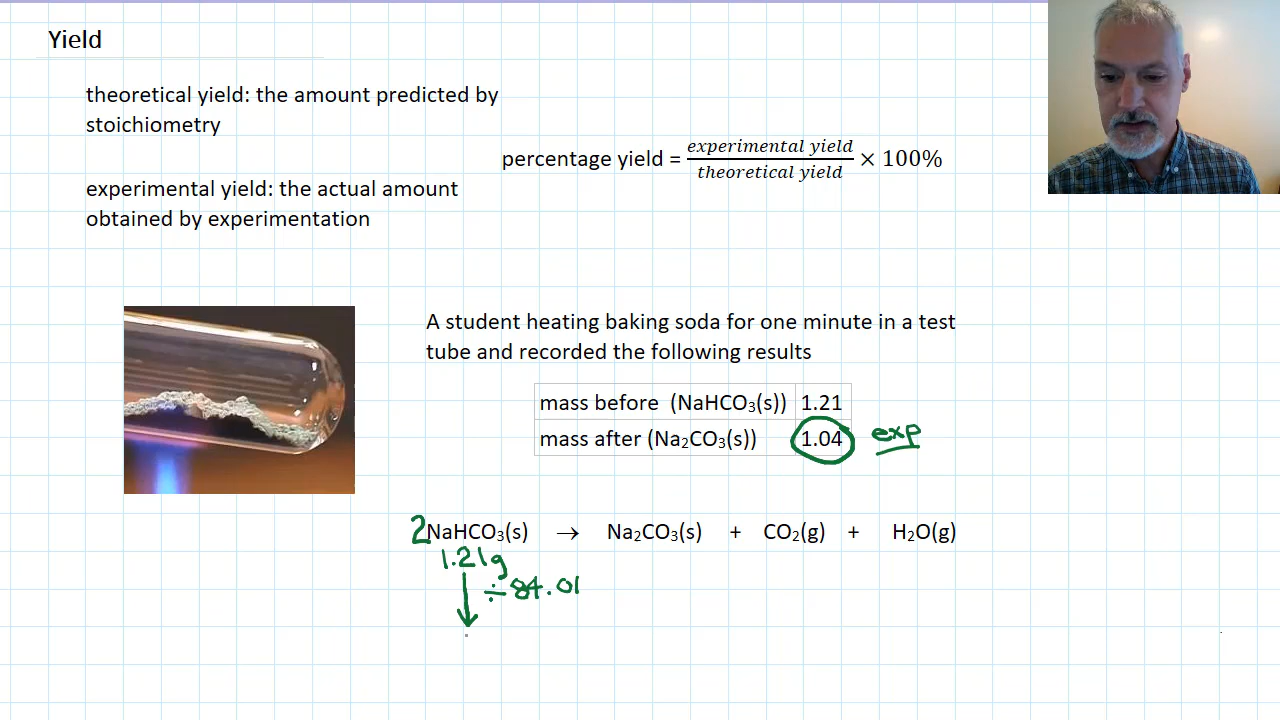 Yield
theoretical yield: the amount predicted by
stoichiometry
percentage yield = experimental yield / theoretical yield × 100%
experimental yield: the actual amount
obtained by experimentation
A student heating baking soda for one minute in a test
tube and recorded the following results
mass before (NaHCO₃(s)) 1.21
mass after (Na₂CO₃(s)) 1.04 exp
2NaHCO₃(s) → Na₂CO₃(s) + CO₂(g) + H₂O(g)
1.21g
÷84.01